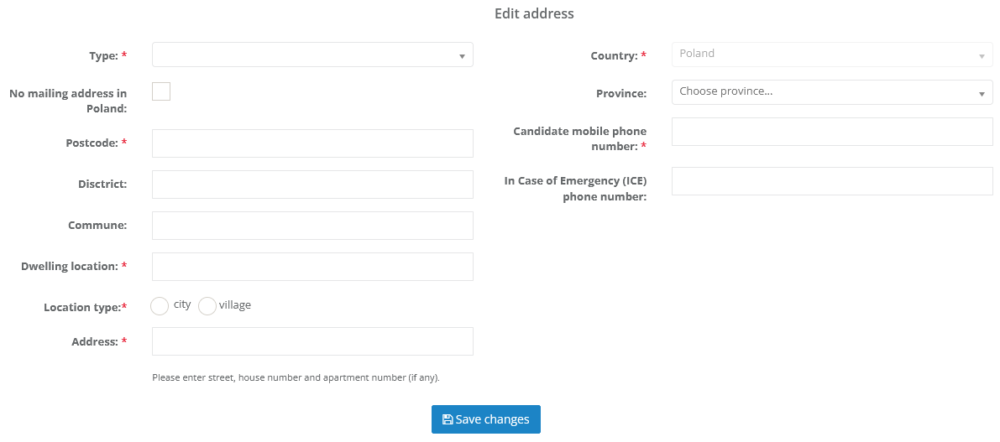 Edit address
Type: *
No mailing address in
Poland:
Postcode: *
Disctrict:
Commune:
Dwelling location: *
Location type:*
city
village
Address: *
Please enter street, house number and apartment number (if any).
Country: *
Poland
Province:
Choose province...
Candidate mobile phone
number: *
In Case of Emergency (ICE)
phone number:
Save changes